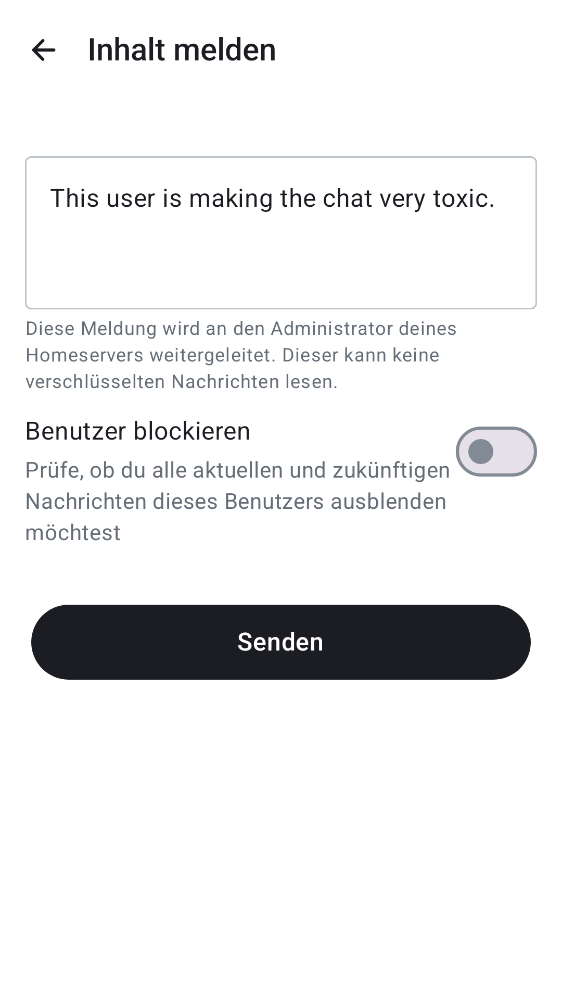 Inhalt melden
This user is making the chat very toxic.
Diese Meldung wird an den Administrator deines
Homeservers weitergeleitet. Dieser kann keine
verschlüsselten Nachrichten lesen.
Benutzer blockieren
Prüfe, ob du alle aktuellen und zukünftigen
Nachrichten dieses Benutzers ausblenden
möchtest
Senden